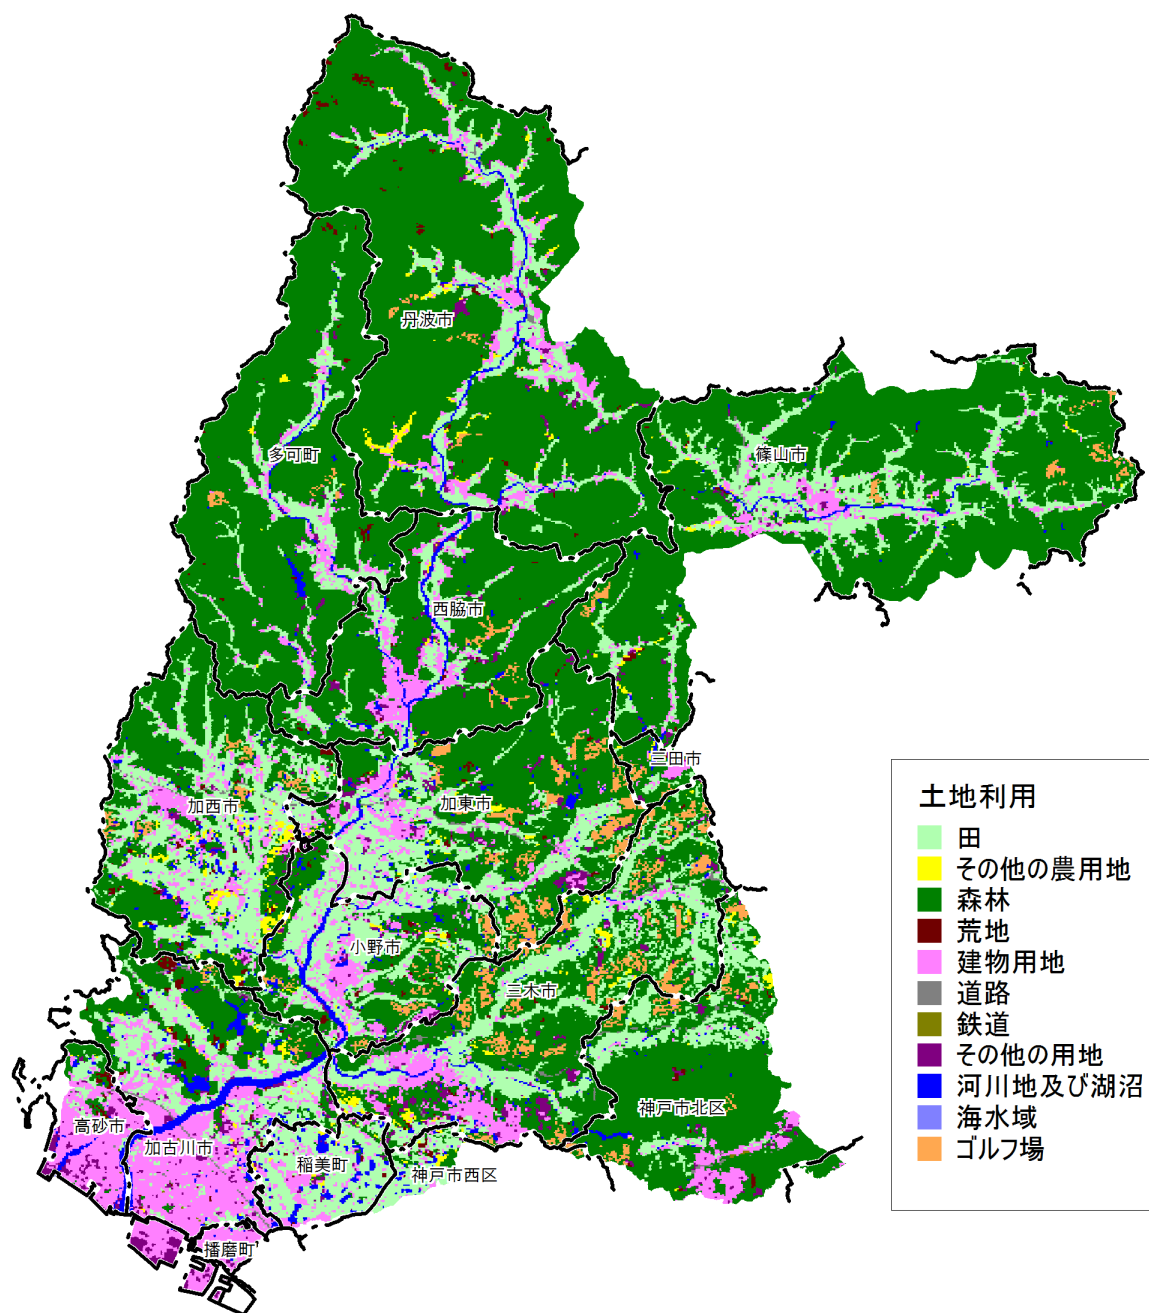 丹波市
多可町
篠山市
西脇市
三田市
加西市
加東市
小野市
三木市
神戸市北区
高砂市
加古川市
稲美町
神戸市西区
播磨町
土地利用
田
その他の農用地
森林
荒地
建物用地
道路
鉄道
その他の用地
河川地及び湖沼
海水域
ゴルフ場